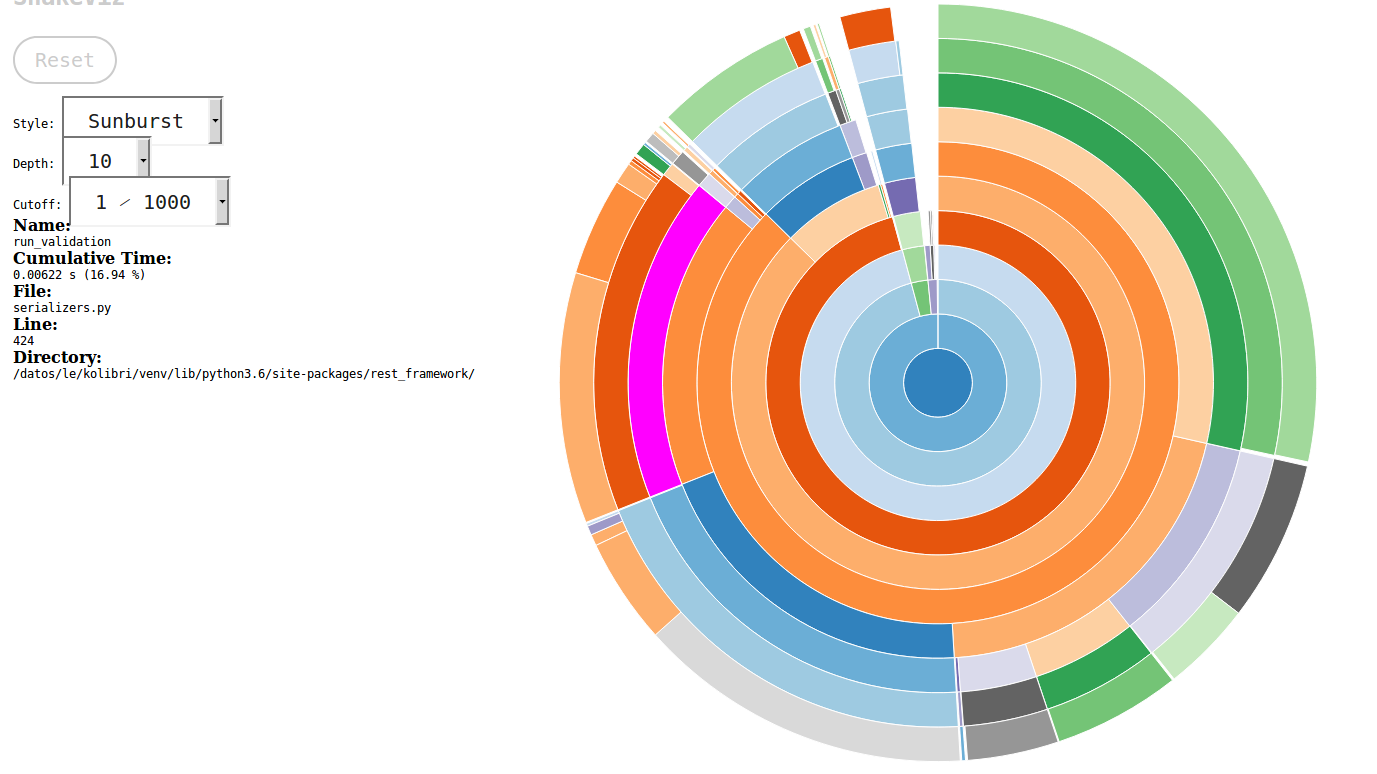 SnakeViz
Reset
Style: Sunburst
Depth: 10
Cutoff: 1 ⁄ 1000
Name:
run_validation
Cumulative Time:
0.00622 s (16.94 %)
File:
serializers.py
Line:
424
Directory:
/datos/le/kolibri/venv/lib/python3.6/site-packages/rest_framework/